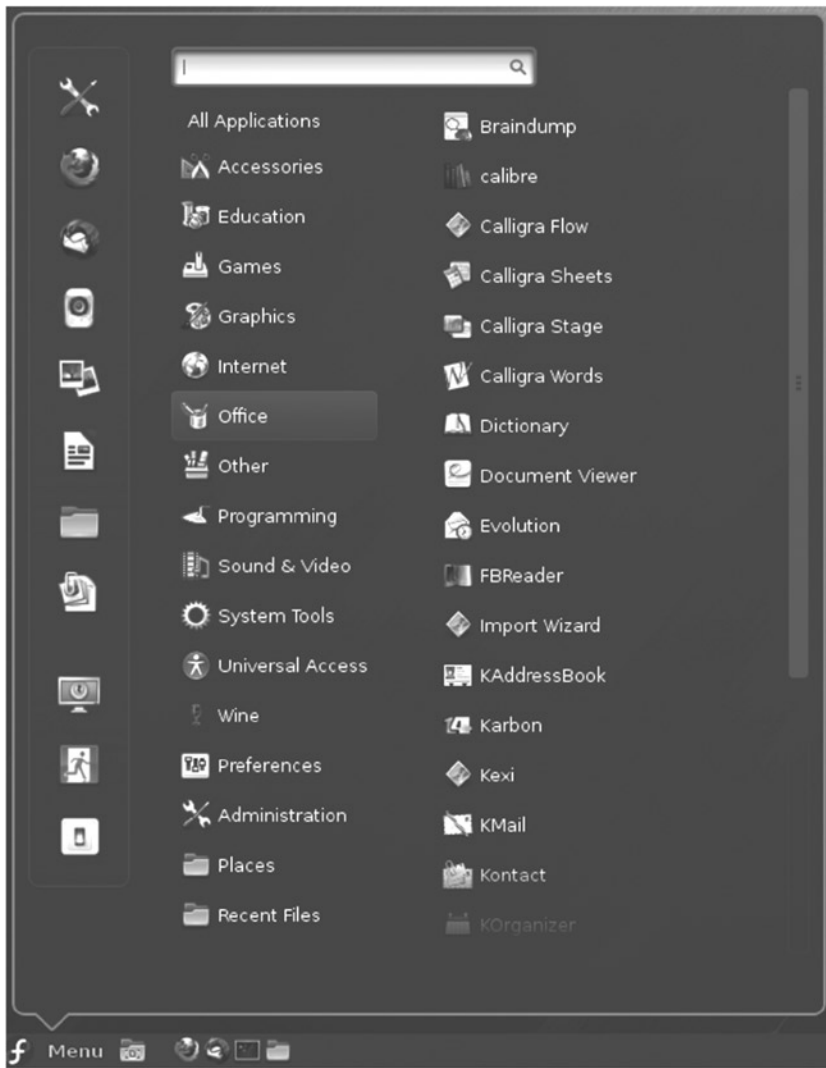 All Applications
Accessories
Education
Games
Graphics
Internet
Office
Other
Programming
Sound & Video
System Tools
Universal Access
Wine
Preferences
Administration
Places
Recent Files
Braindump
calibre
Calligra Flow
Calligra Sheets
Calligra Stage
Calligra Words
Dictionary
Document Viewer
Evolution
FBReader
Import Wizard
KAddressBook
Karbon
Kexi
KMail
Kontact
KOrganizer
Menu